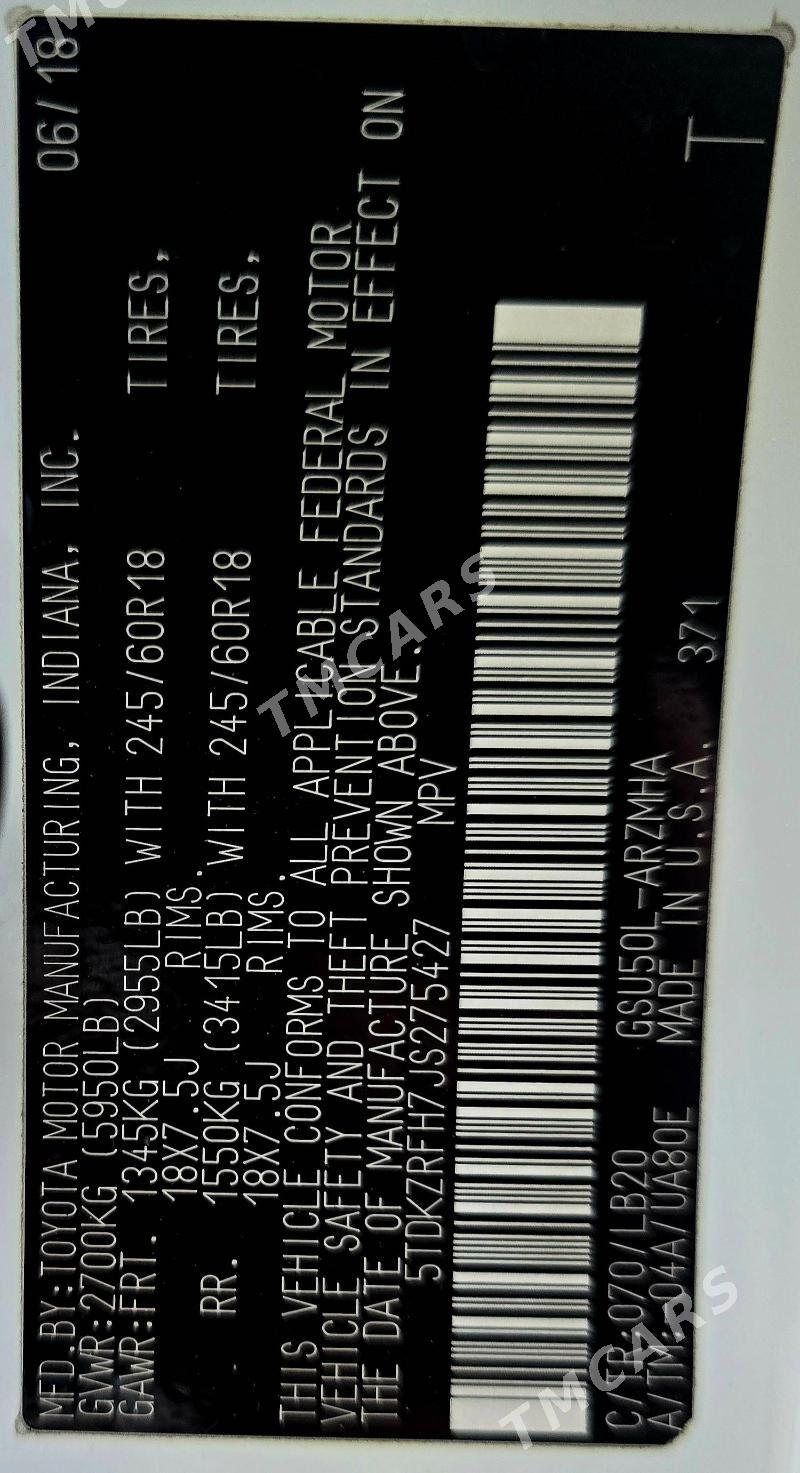 MFD.BY:TOYOTA MOTOR MANUFACTURING, INDIANA, INC. 06/18
GVWR:2700KG (5950LB)
GAWR:FRT. 1345KG (2955LB) WITH 245/60R18 TIRES,
18X7.5J RIMS.
RR. 1550KG (3415LB) WITH 245/60R18 TIRES,
18X7.5J RIMS.
THIS VEHICLE CONFORMS TO ALL APPLICABLE FEDERAL MOTOR
VEHICLE SAFETY AND THEFT PREVENTION STANDARDS IN EFFECT ON
THE DATE OF MANUFACTURE SHOWN ABOVE.
5TDKZRFH7JS275427 MPV
C/TR:070/LB20 GSU50L-ARZMHA
A/TM:-04A/UA80E MADE IN U.S.A. 371 T
TMCARS
TMCARS
TMCARS